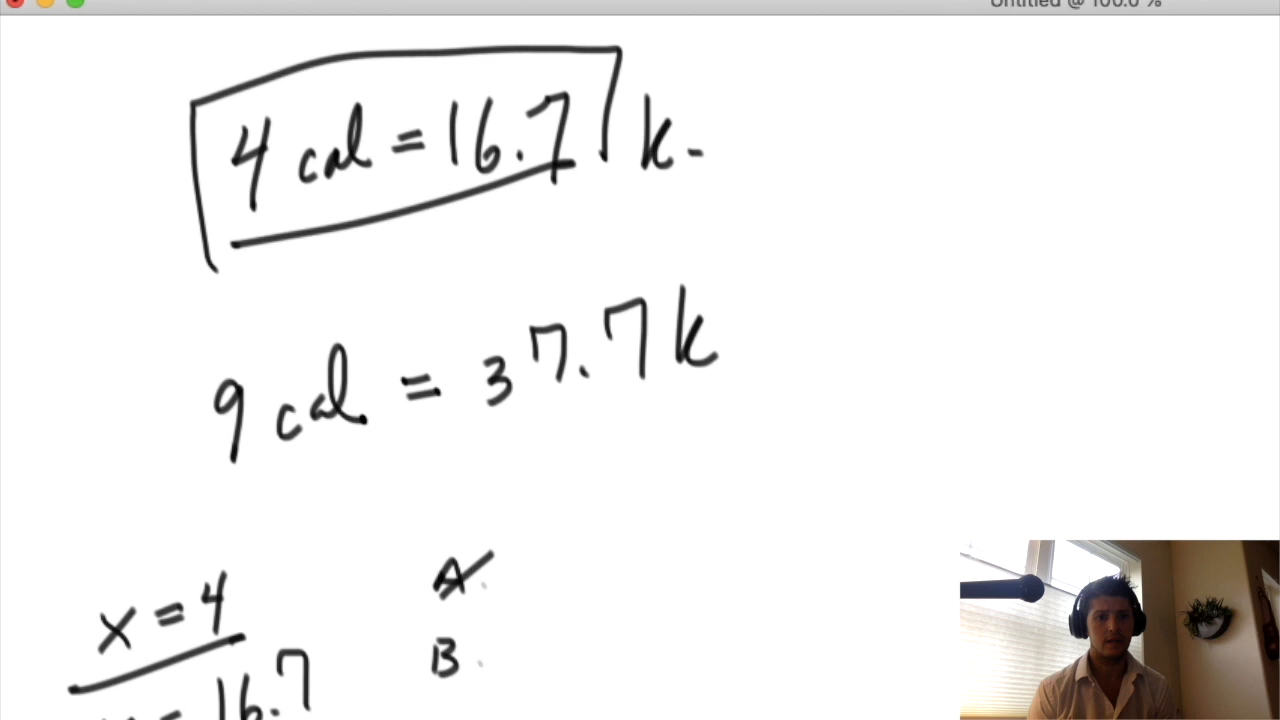 Untitled @ 100.0 %
4 cal = 16.7 k.
9 cal = 37.7 k
x = 4
A.
B.
= 16.7